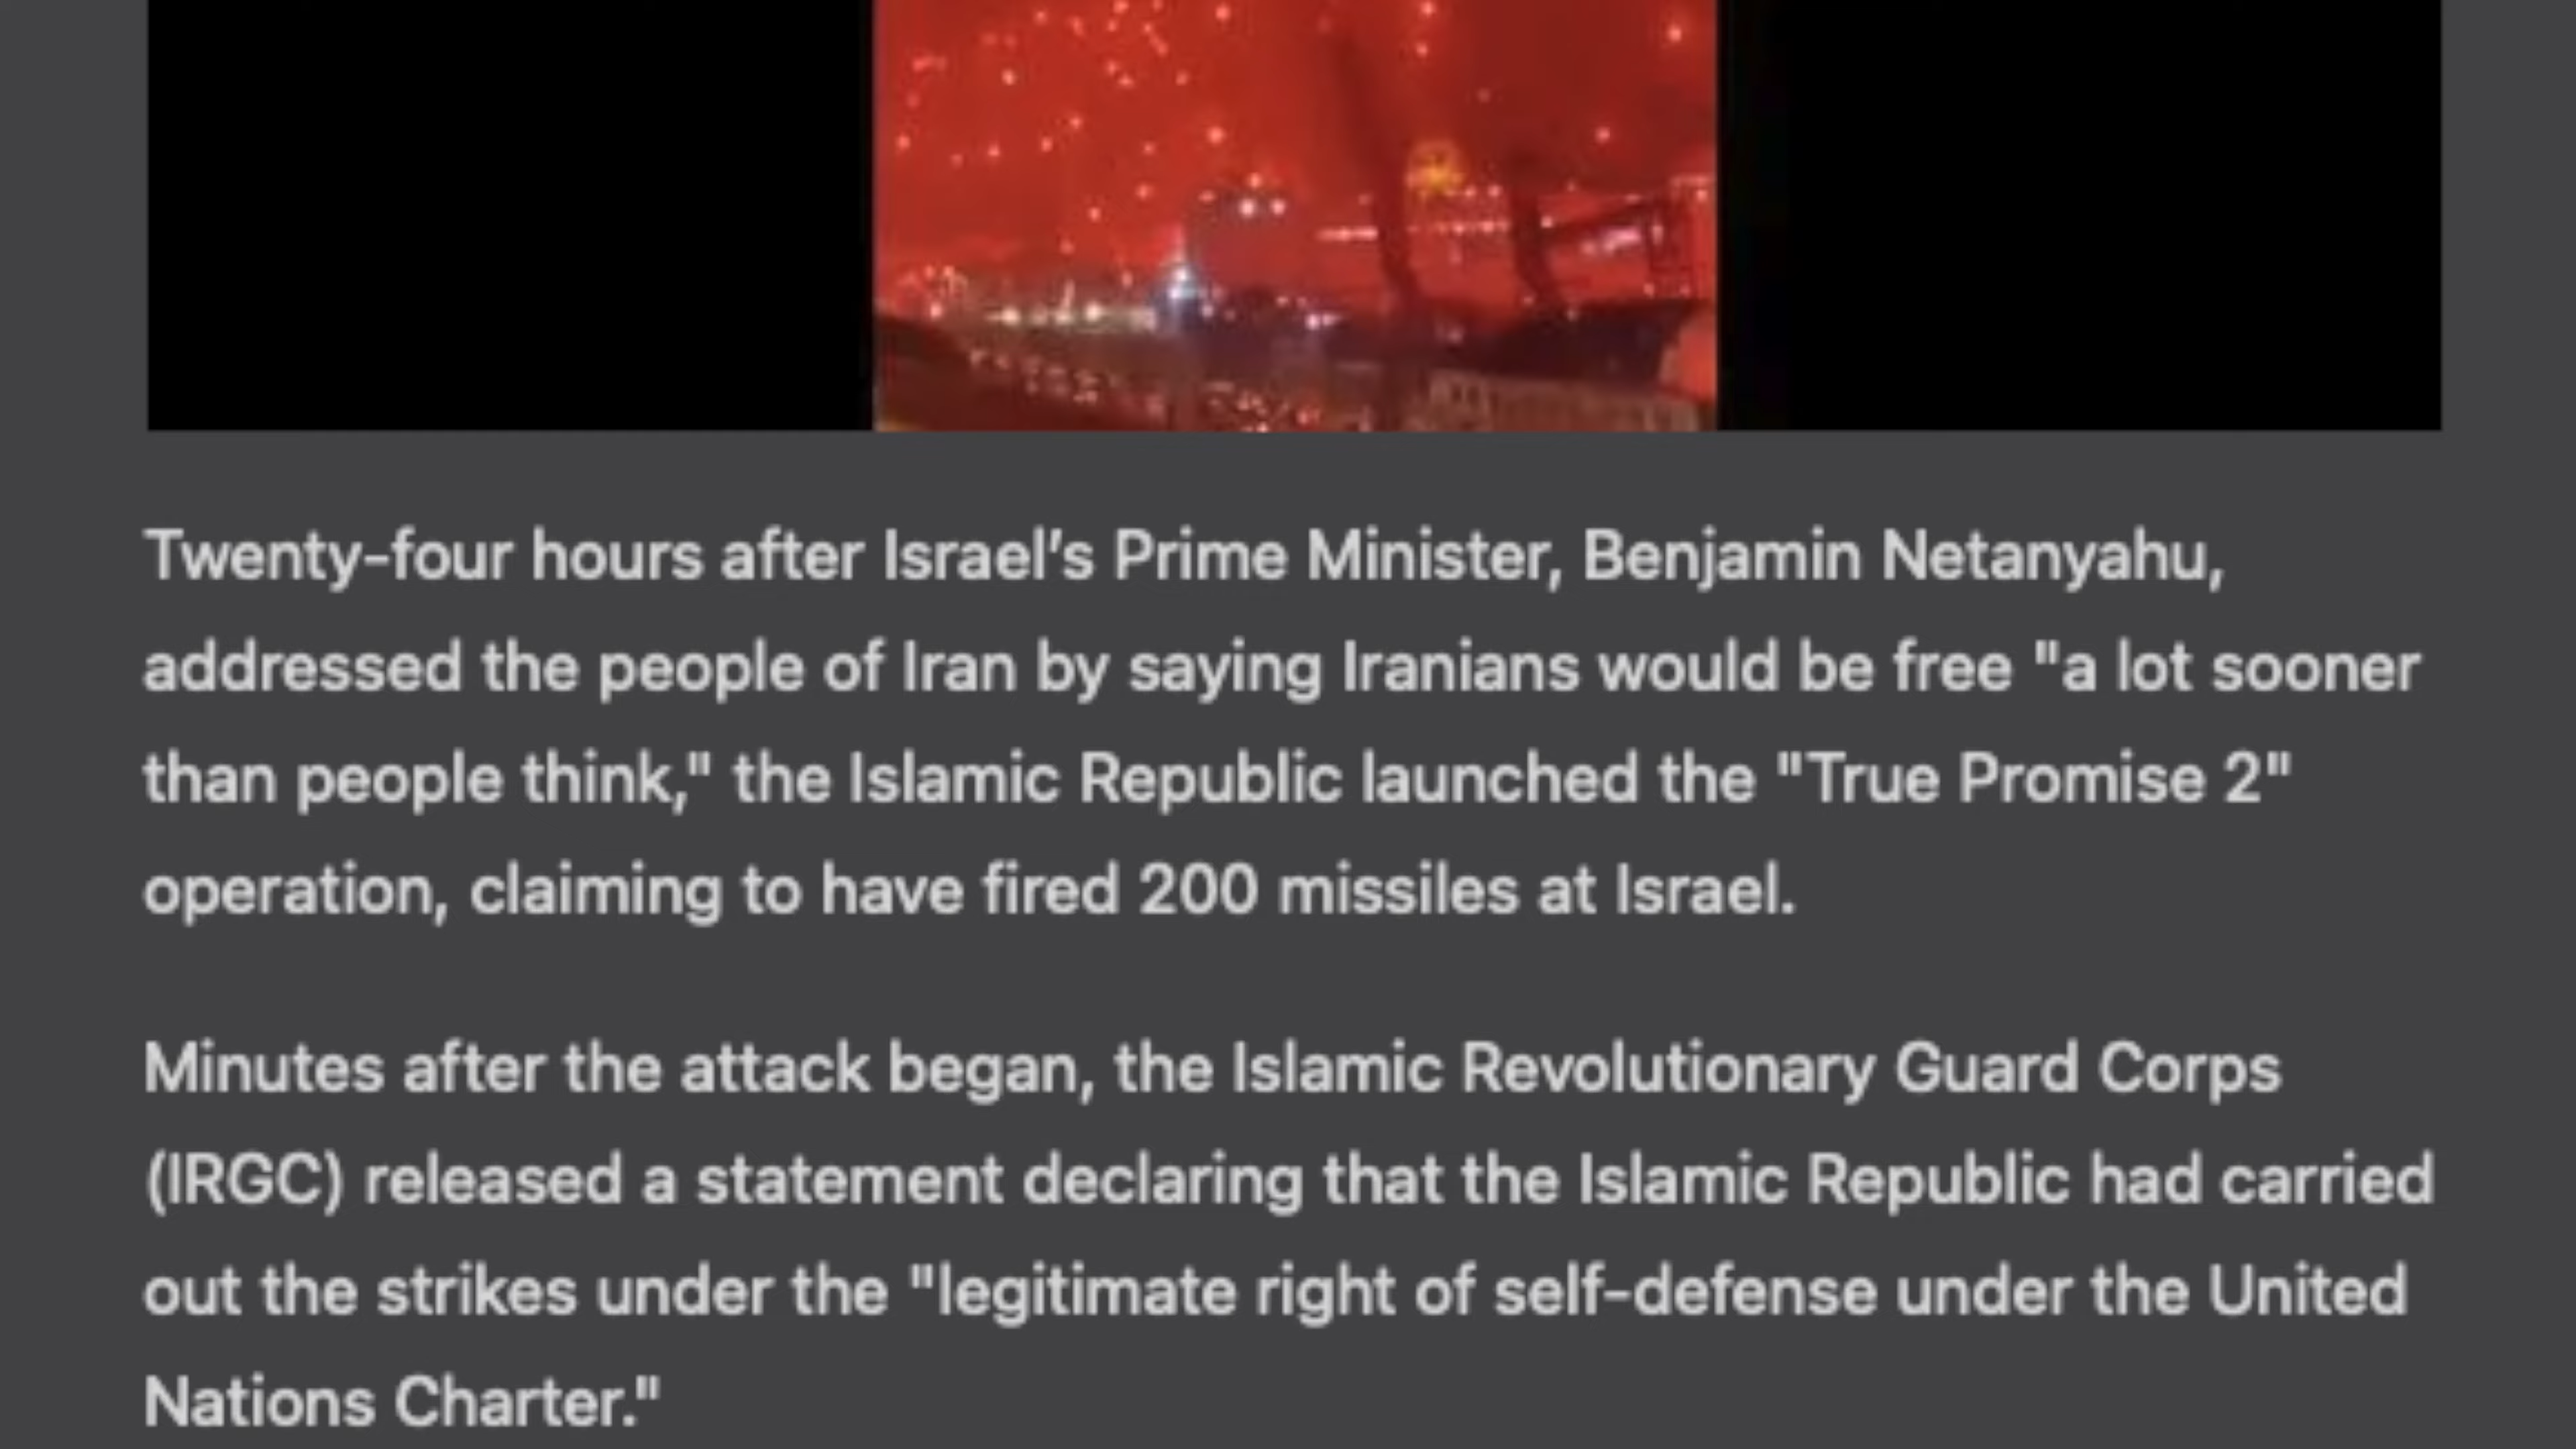 Twenty-four hours after Israel’s Prime Minister, Benjamin Netanyahu,
addressed the people of Iran by saying Iranians would be free "a lot sooner
than people think," the Islamic Republic launched the "True Promise 2"
operation, claiming to have fired 200 missiles at Israel.
Minutes after the attack began, the Islamic Revolutionary Guard Corps
(IRGC) released a statement declaring that the Islamic Republic had carried
out the strikes under the "legitimate right of self-defense under the United
Nations Charter."